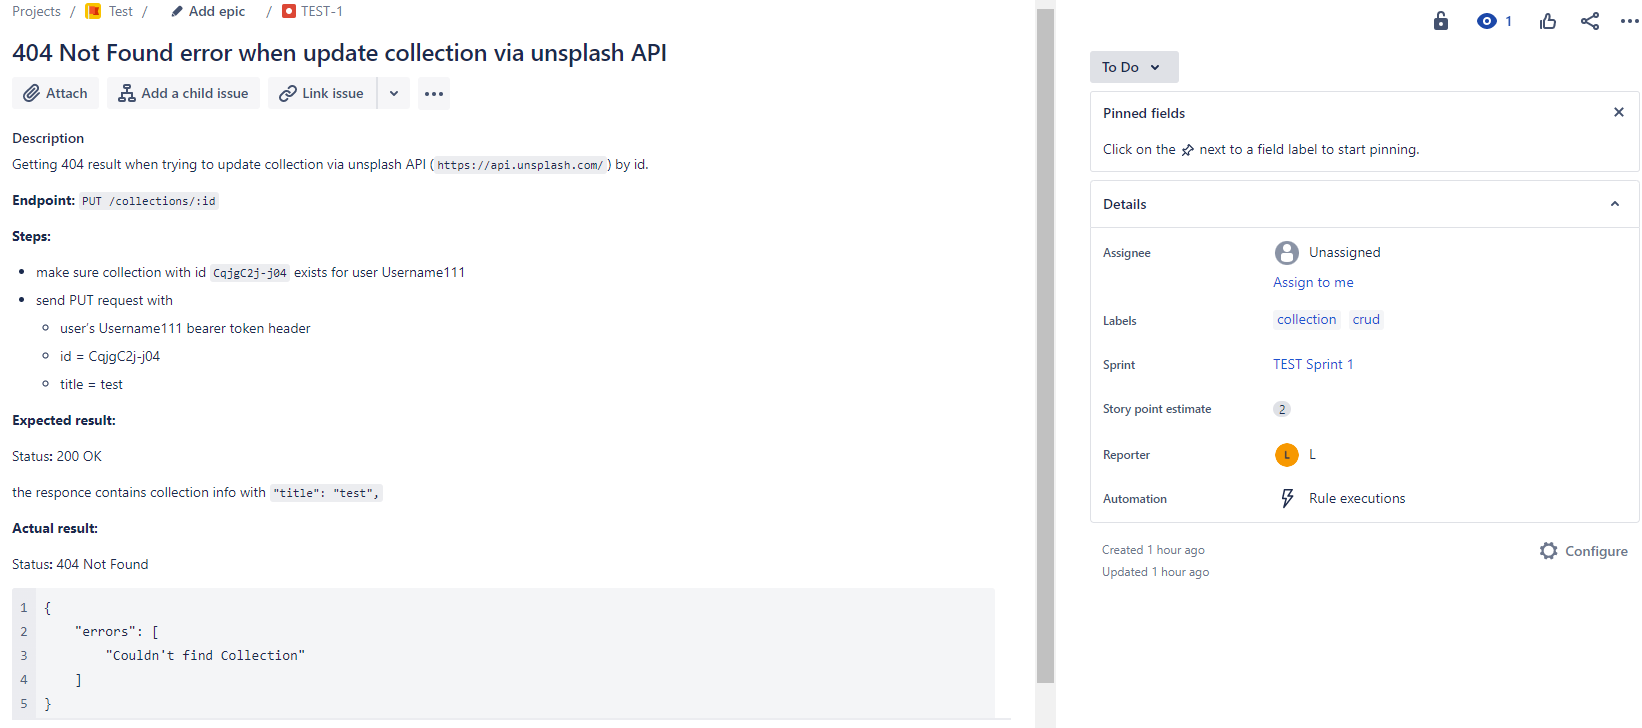 Projects / Test / Add epic / TEST-1
404 Not Found error when update collection via unsplash API
Attach Add a child issue Link issue
Description
Getting 404 result when trying to update collection via unsplash API ( https://api.unsplash.com/ ) by id.
Endpoint: PUT /collections/:id
Steps:
• make sure collection with id CqjgC2j-j04 exists for user Username111
• send PUT request with
user's Username111 bearer token header
id = CqjgC2j-j04
title = test
Expected result:
Status: 200 OK
the responce contains collection info with "title": "test",
Actual result:
Status: 404 Not Found
1 {
2 "errors": [
3 "Couldn't find Collection"
4 ]
5 }
1
To Do
Pinned fields
Click on the next to a field label to start pinning.
Details
Assignee Unassigned
Assign to me
Labels collection crud
Sprint TEST Sprint 1
Story point estimate 2
Reporter L L
Automation Rule executions
Created 1 hour ago
Configure
Updated 1 hour ago